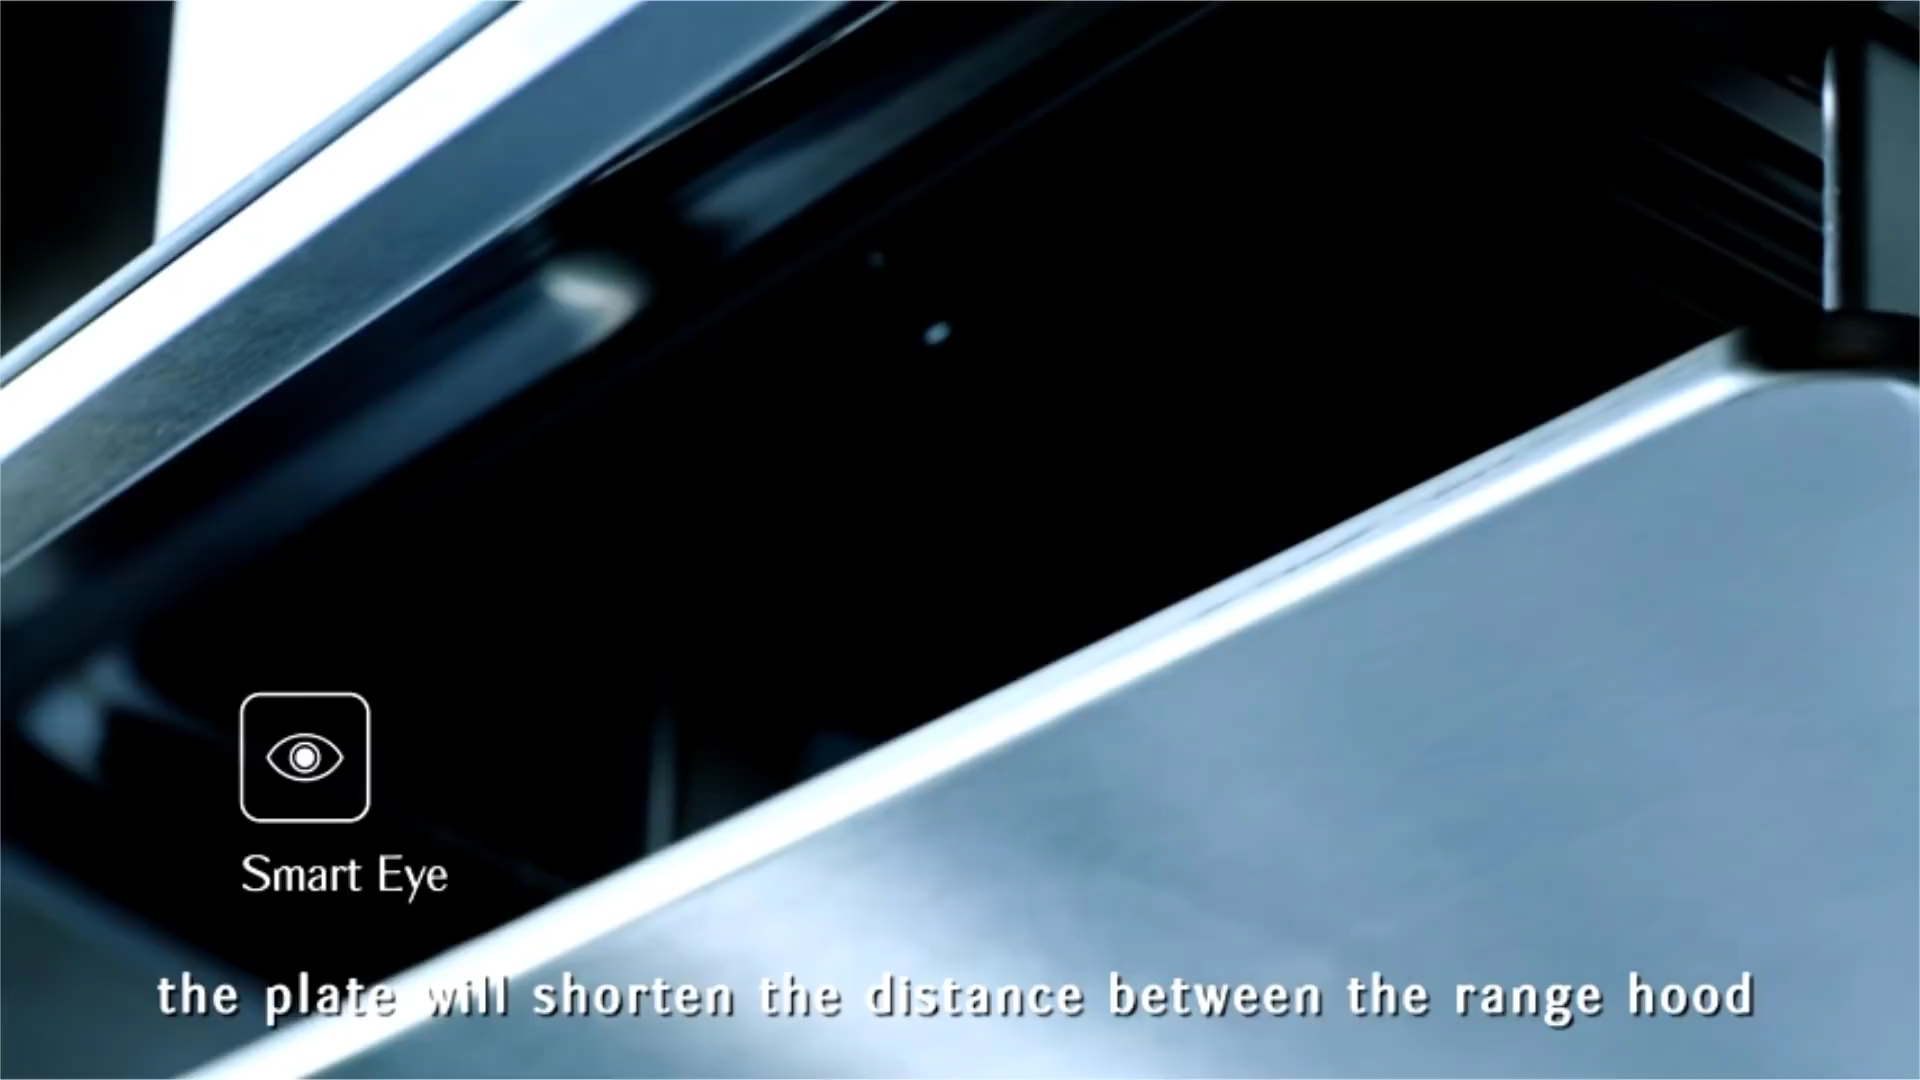 Smart Eye
the plate will shorten the distance between the range hood